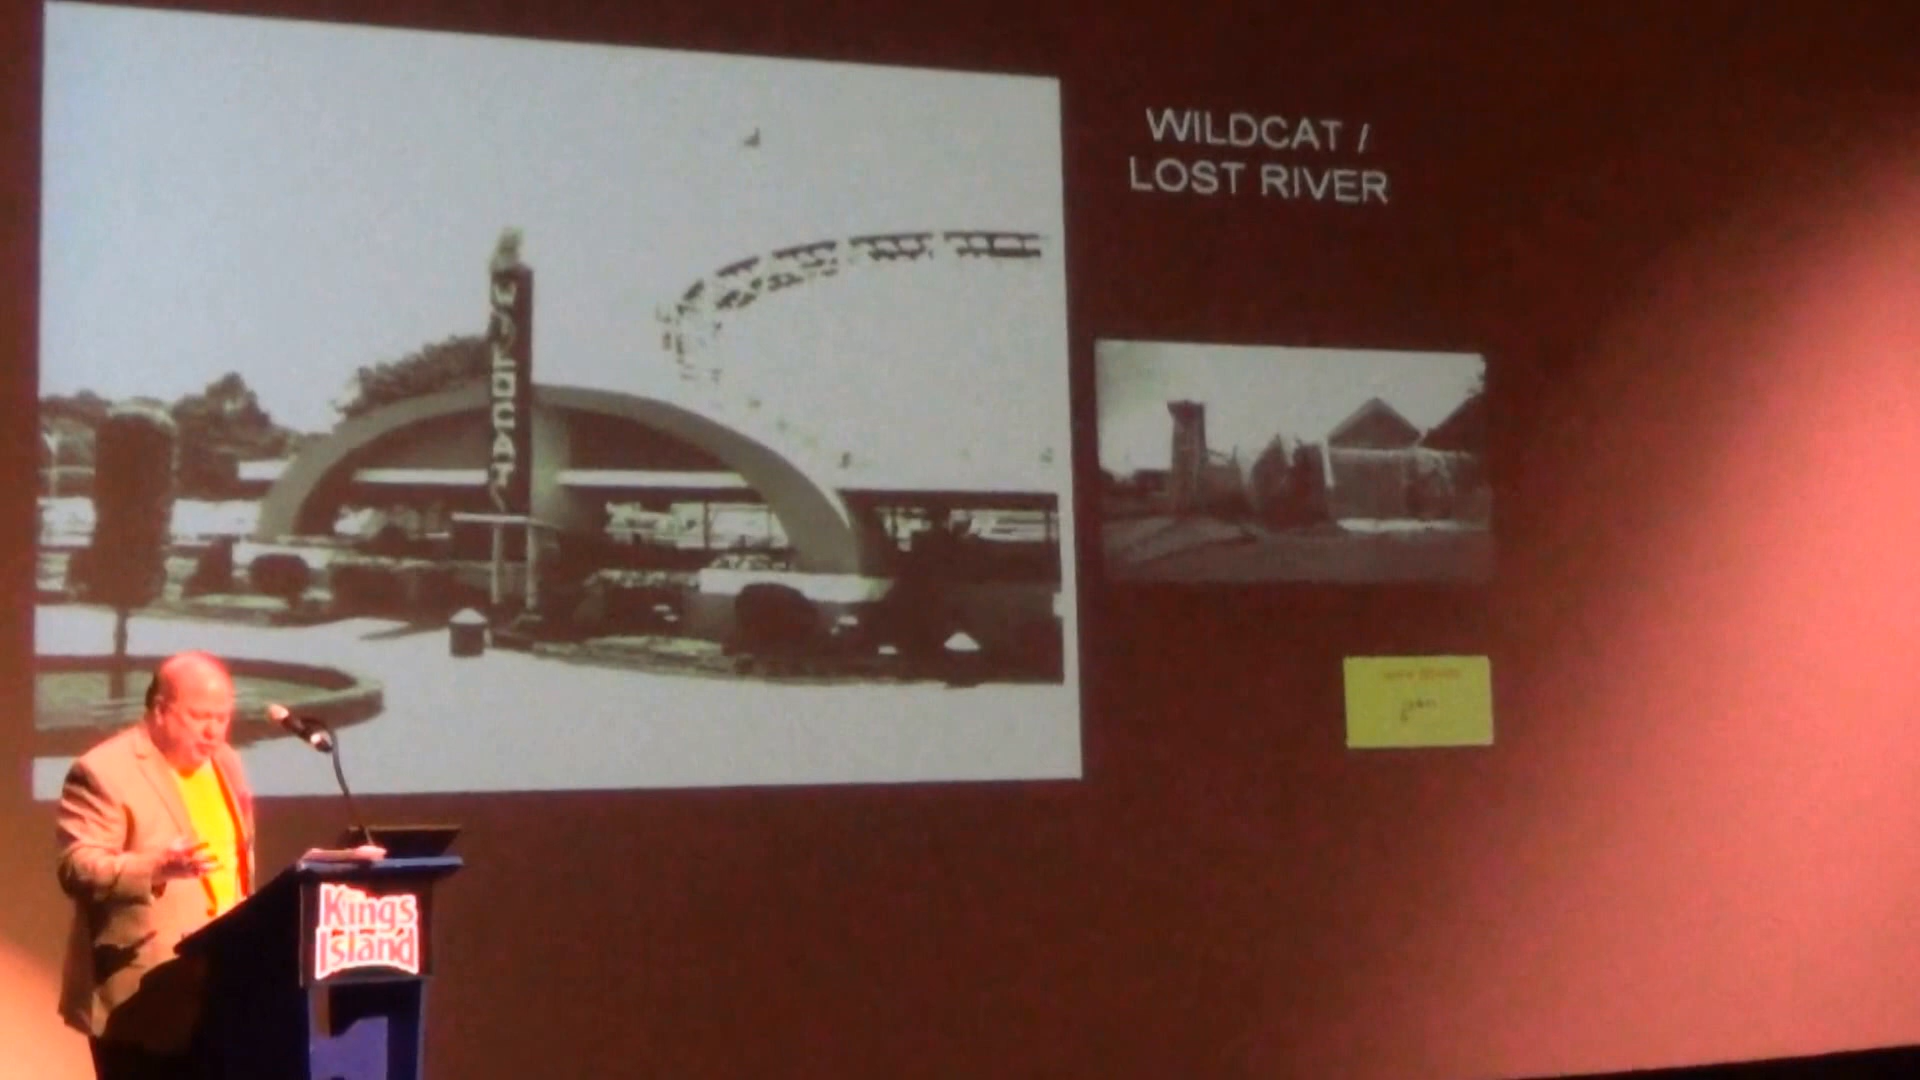 WILDCAT /
LOST RIVER
WILDCAT
Kings
Island